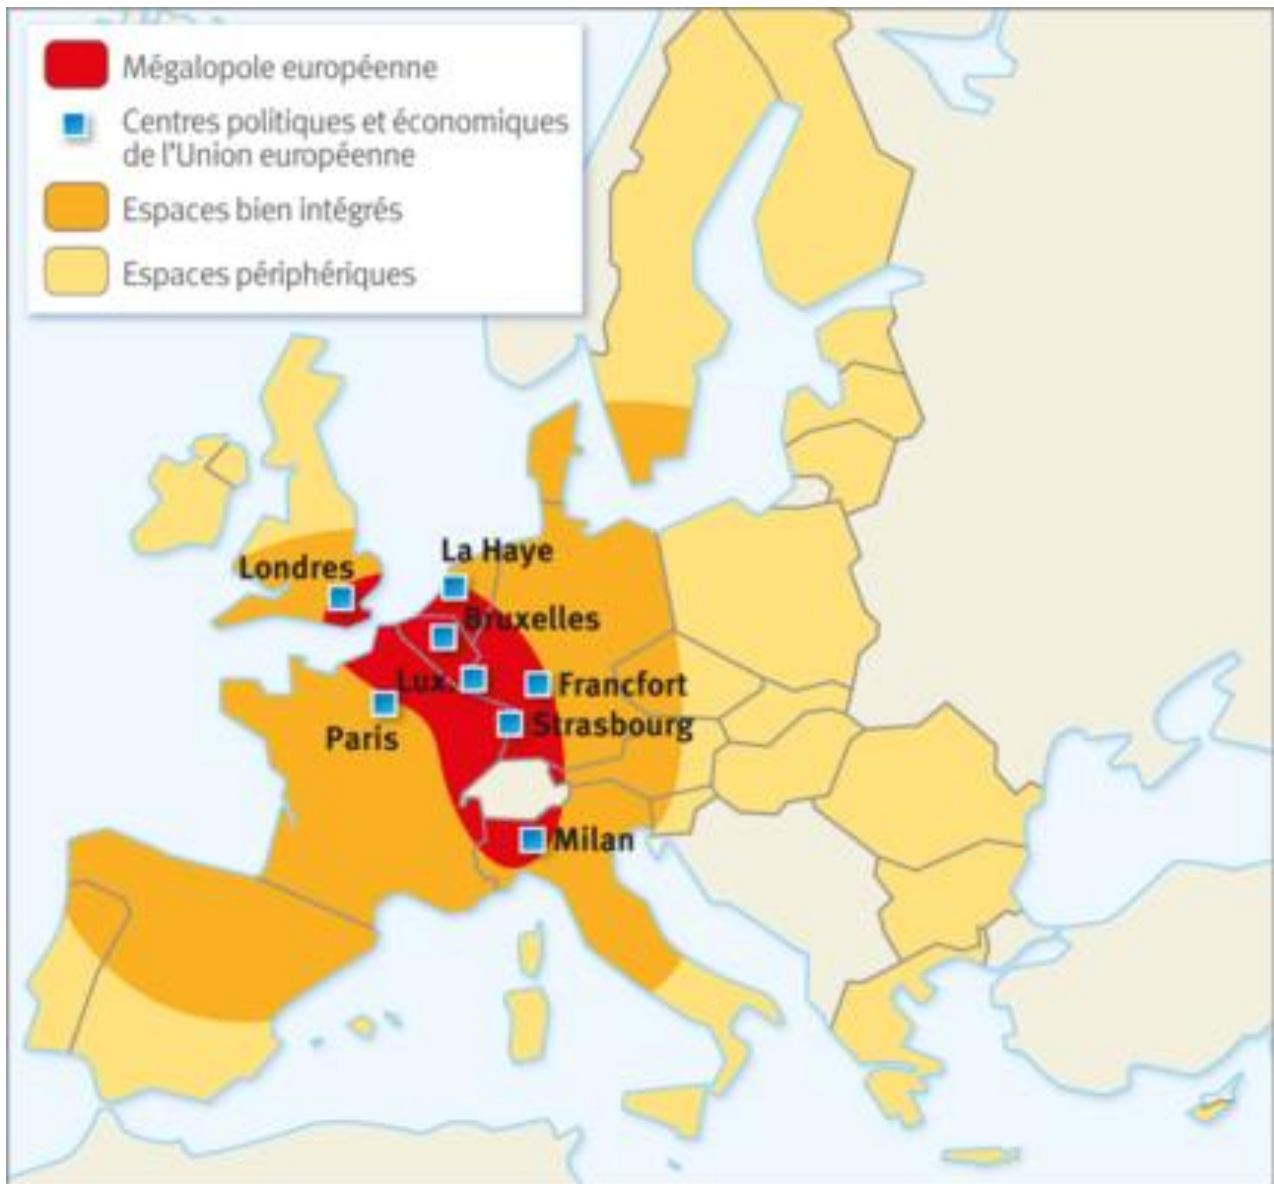 Mégalopole européenne
Centres politiques et économiques
de l'Union européenne
Espaces bien intégrés
Espaces périphériques
La Haye
Londres
Bruxelles
Lux.
Francfort
Strasbourg
Paris
Milan